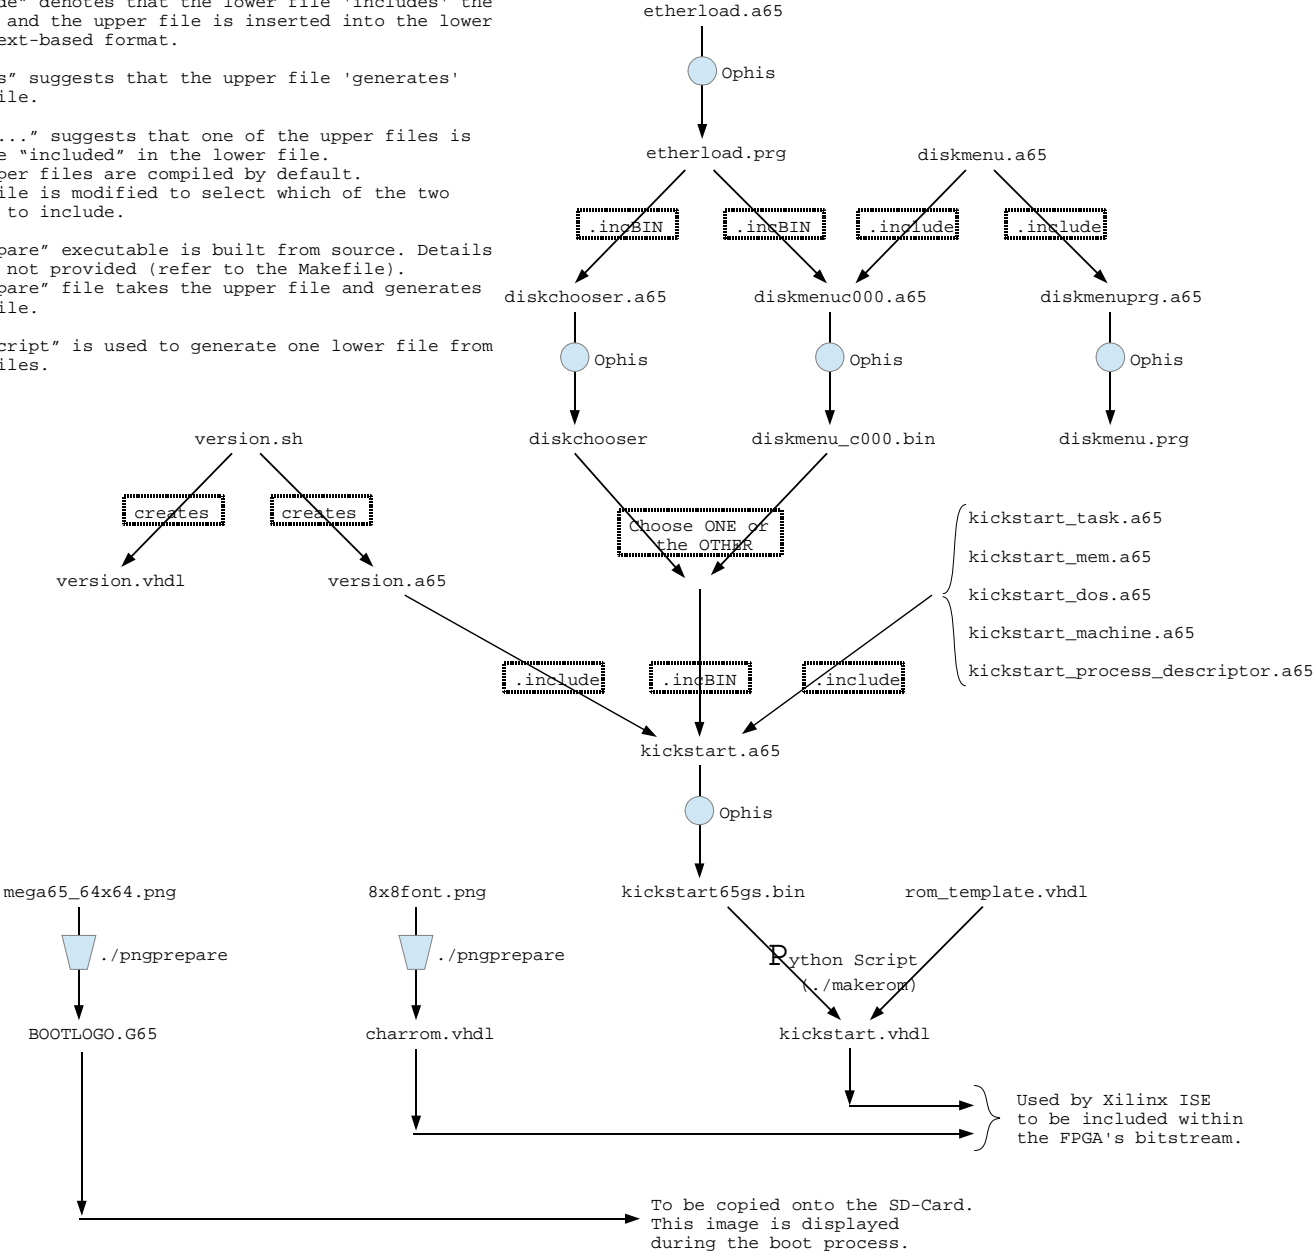 de" denotes that the lower file 'includes' the
and the upper file is inserted into the lower
ext-based format.
s" suggests that the upper file 'generates'
ile.
..." suggests that one of the upper files is
e "included" in the lower file.
per files are compiled by default.
ile is modified to select which of the two
to include.
pare" executable is built from source. Details
not provided (refer to the Makefile).
pare" file takes the upper file and generates
ile.
cript" is used to generate one lower file from
iles.
etherload.a65
Ophis
etherload.prg
diskmenu.a65
.incBIN
.incBIN
.include
.include
diskchooser.a65
diskmenuc000.a65
diskmenuprg.a65
Ophis
Ophis
Ophis
version.sh
diskchooser
diskmenu_c000.bin
diskmenu.prg
creates
creates
Choose ONE or
the OTHER
kickstart_task.a65
kickstart_mem.a65
kickstart_dos.a65
kickstart_machine.a65
kickstart_process_descriptor.a65
version.vhdl
version.a65
.include
.incBIN
.include
kickstart.a65
Ophis
mega65_64x64.png
8x8font.png
kickstart65gs.bin
rom_template.vhdl
./pngprepare
./pngprepare
Python Script
(./makerom)
BOOTLOGO.G65
charrom.vhdl
kickstart.vhdl
Used by Xilinx ISE
to be included within
the FPGA's bitstream.
To be copied onto the SD-Card.
This image is displayed
during the boot process.